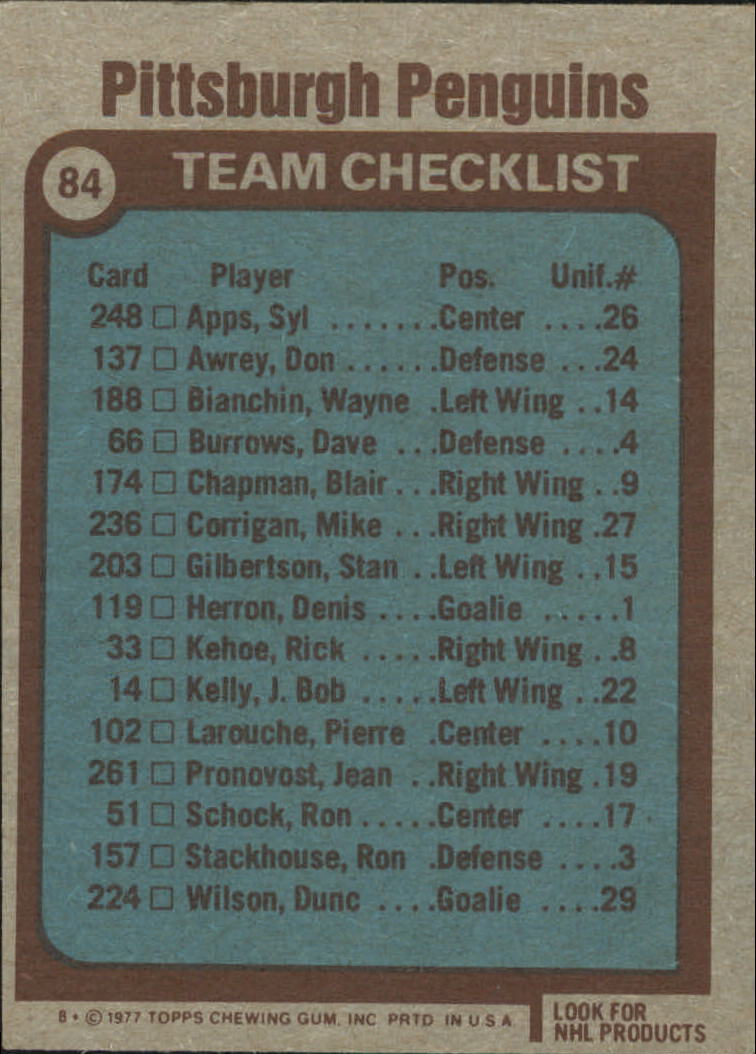 Pittsburgh Penguins
84 TEAM CHECKLIST
Card Player Pos. Unif.#
248 □ Apps, Syl .......Center ....26
137 □ Awrey, Don ......Defense ...24
188 □ Bianchin, Wayne .Left Wing ..14
66 □ Burrows, Dave ...Defense ....4
174 □ Chapman, Blair ...Right Wing ..9
236 □ Corrigan, Mike ...Right Wing .27
203 □ Gilbertson, Stan ..Left Wing ..15
119 □ Herron, Denis ....Goalie .....1
33 □ Kehoe, Rick .....Right Wing ..8
14 □ Kelly, J. Bob .....Left Wing ..22
102 □ Larouche, Pierre .Center ....10
261 □ Pronovost, Jean ..Right Wing .19
51 □ Schock, Ron .....Center ....17
157 □ Stackhouse, Ron .Defense ....3
224 □ Wilson, Dunc ....Goalie ....29
B • © 1977 TOPPS CHEWING GUM, INC PRTD IN U S A
LOOK FOR
NHL PRODUCTS